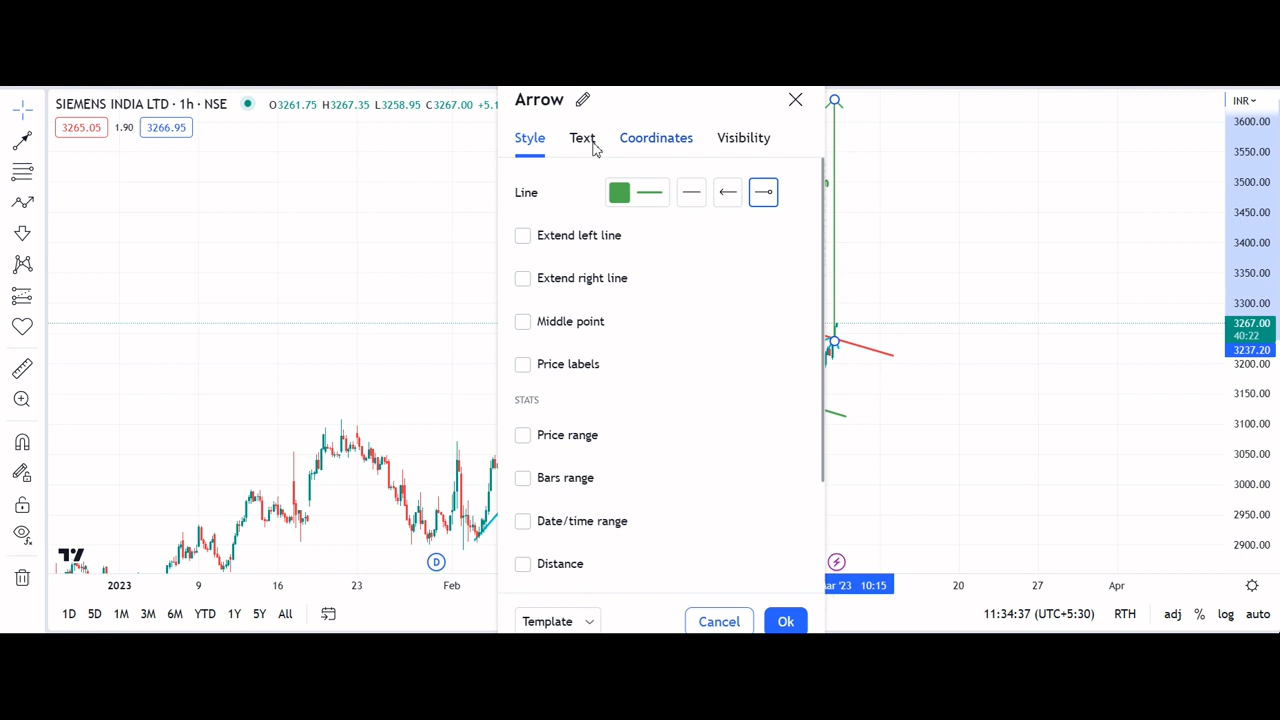 SIEMENS INDIA LTD · 1h · NSE
O3261.75 H3267.35 L3258.95 C3267.00 +5.1
3265.05 1.90 3266.95
Arrow
Style Text Coordinates Visibility
Line
Extend left line
Extend right line
Middle point
Price labels
STATS
Price range
Bars range
Date/time range
Distance
Template Cancel Ok
INR
3600.00
3550.00
3500.00
3450.00
3400.00
3350.00
3300.00
3267.00
40:22
3237.20
3200.00
3150.00
3100.00
3050.00
3000.00
2950.00
2900.00
D
2023 9 16 23 Feb
ar '23 10:15 20 27 Apr
1D 5D 1M 3M 6M YTD 1Y 5Y All
11:34:37 (UTC+5:30) RTH adj % log auto